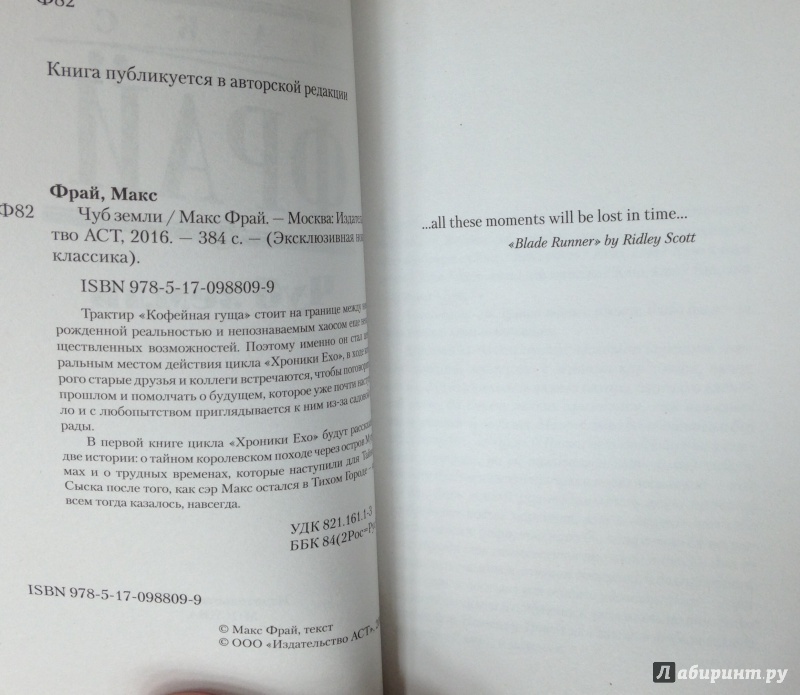 Ф82
Книга публикуется в авторской редакции
Фрай, Макс
Ф82
Чуб земли / Макс Фрай. — Москва: Издатель
тво АСТ, 2016. — 384 с. — (Эксклюзивная
классика).
ISBN 978-5-17-098809-9
Трактир «Кофейная гуща» стоит на границе между
рожденной реальностью и непознаваемым хаосом еще
ществленных возможностей. Поэтому именно он стал
ральным местом действия цикла «Хроники Ехо», в ходе
рого старые друзья и коллеги встречаются, чтобы
прошлом и помолчать о будущем, которое уже почти
ло и с любопытством приглядывается к ним из-за садовой
рады.
В первой книге цикла «Хроники Ехо» будут
две истории: о тайном королевском походе через остров
мах и о трудных временах, которые наступили для
Сыска после того, как сэр Макс остался в Тихом Городе
всем тогда казалось, навсегда.
УДК 821.161.1-3
ББК 84(2Рос=Ру
ISBN 978-5-17-098809-9
© Макс Фрай, текст
© ООО «Издательство АСТ»,
МАКС
ФРАЙ
...all these moments will be lost in time...
«Blade Runner» by Ridley Scott
Лабиринт.ру